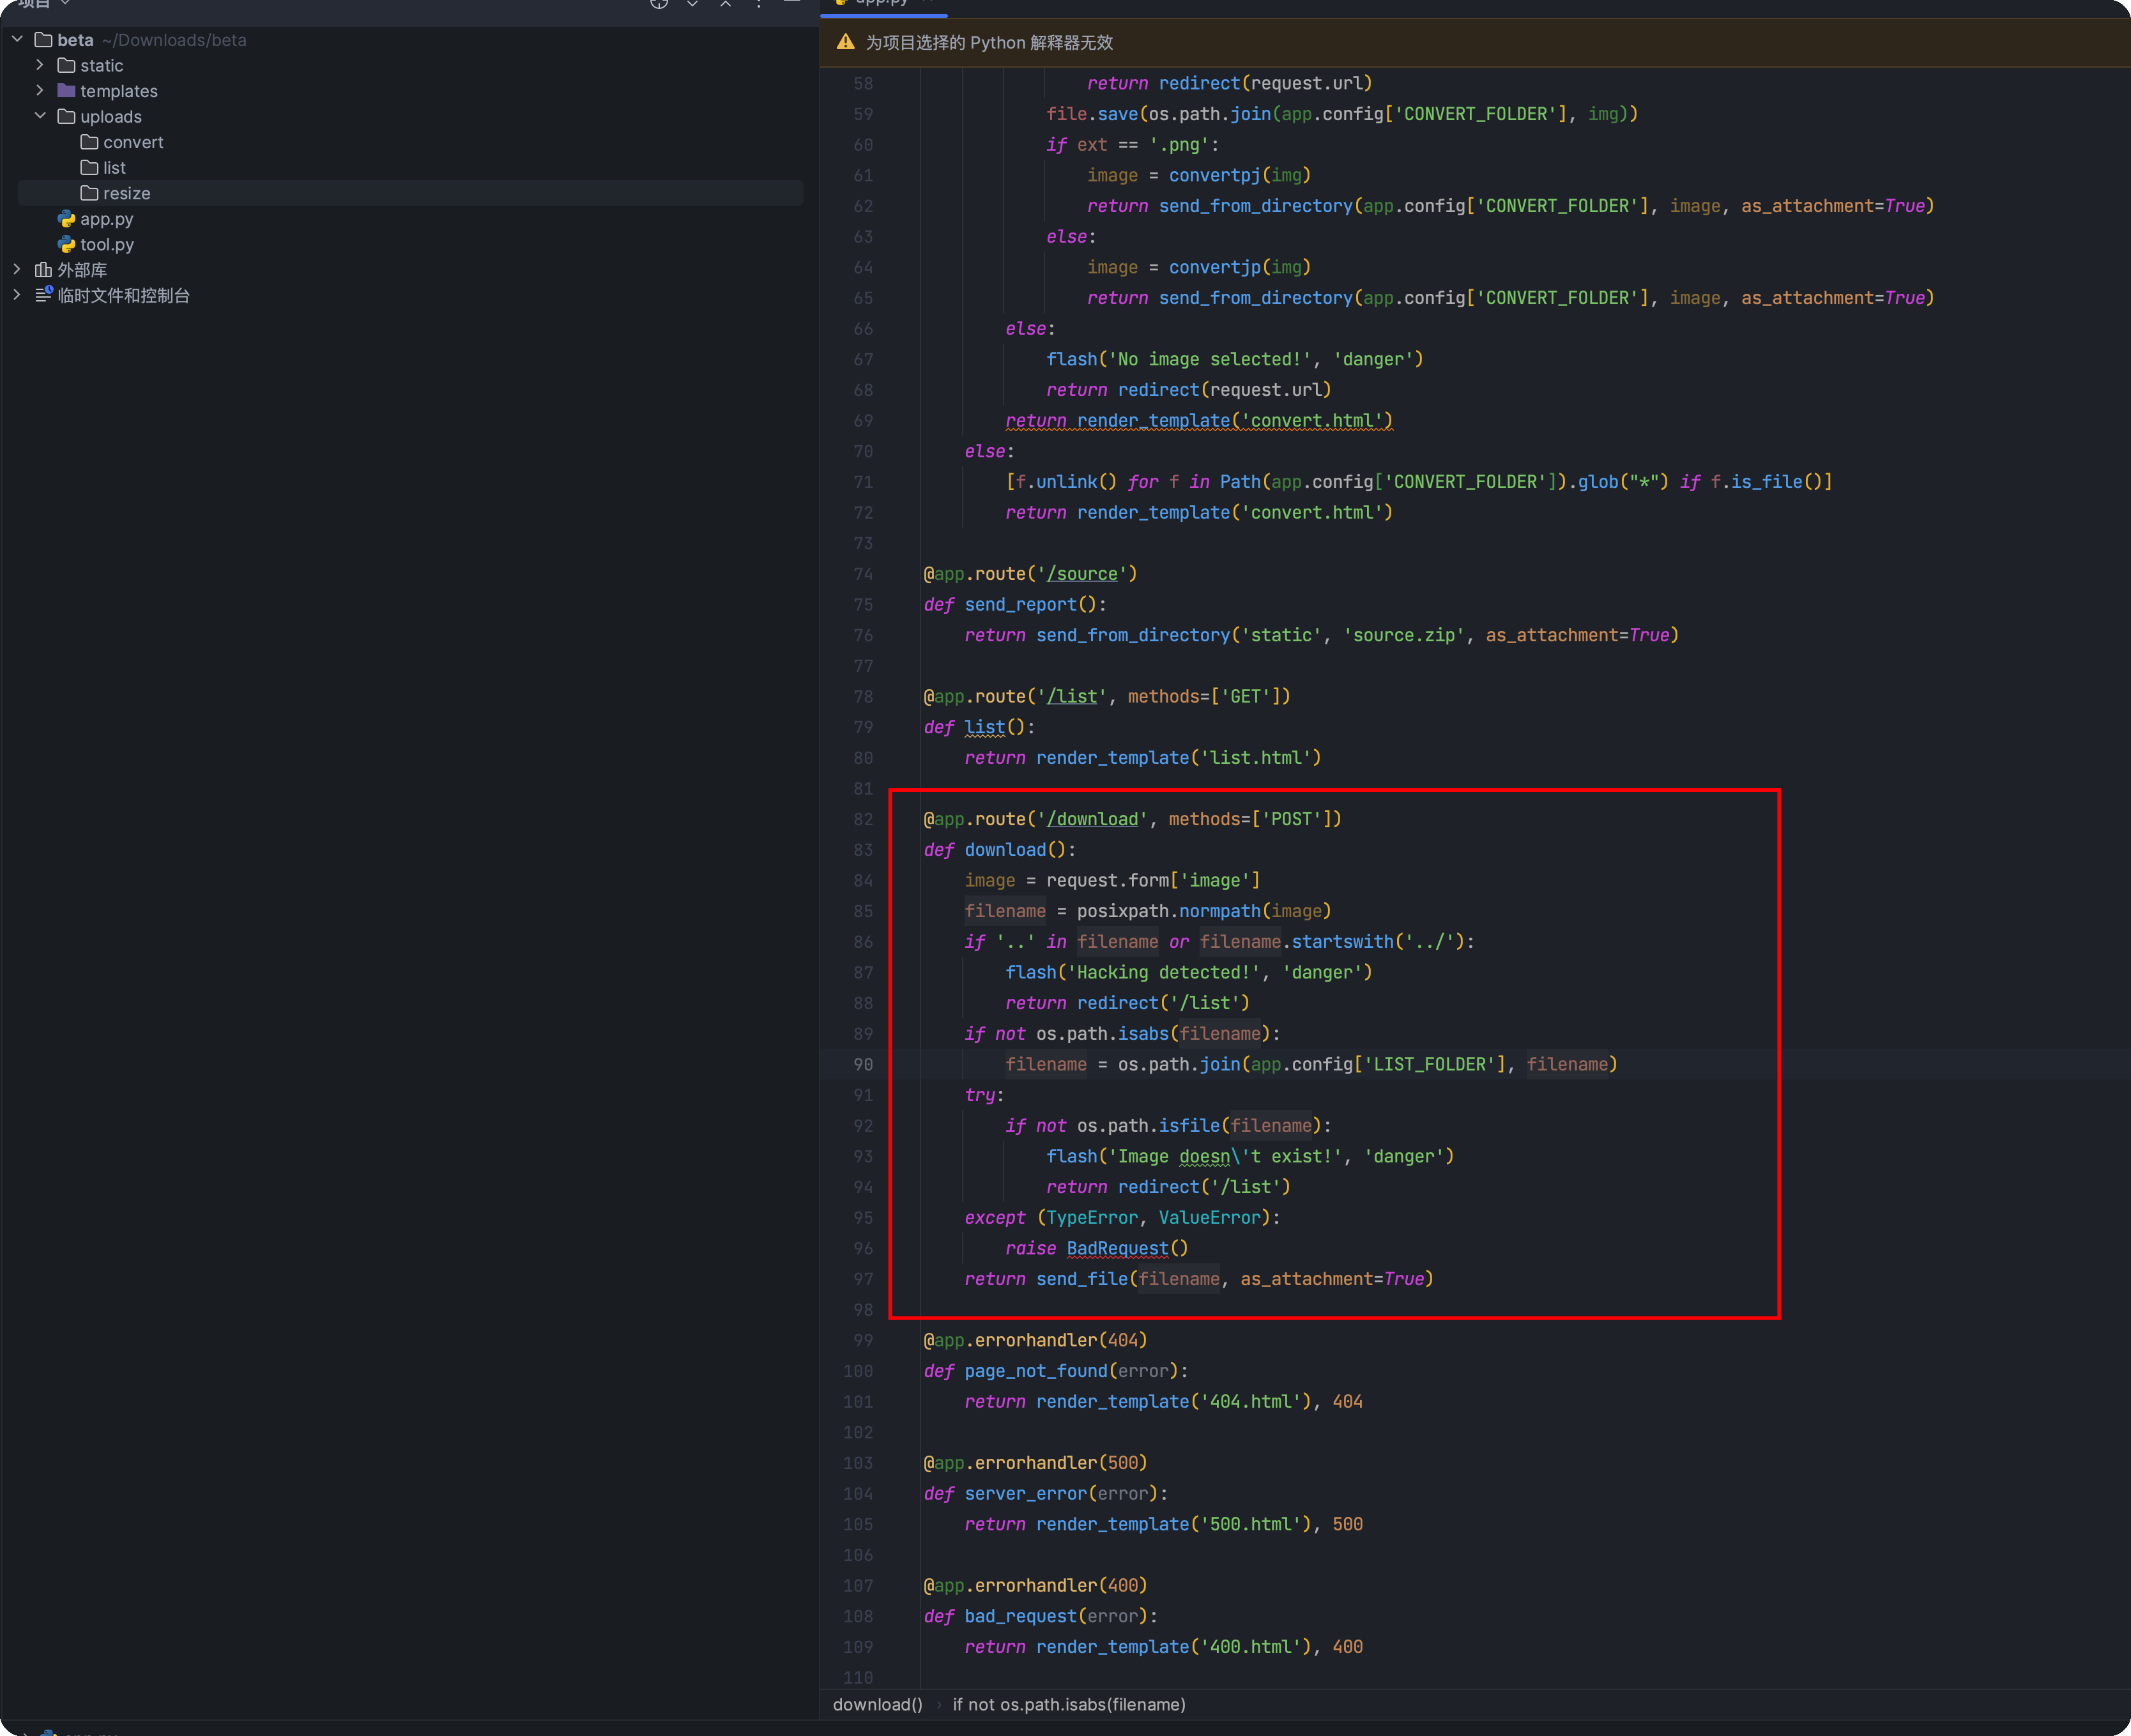 项目
beta ~/Downloads/beta
static
templates
uploads
convert
list
resize
app.py
tool.py
外部库
临时文件和控制台
app.py
为项目选择的 Python 解释器无效
58 return redirect(request.url)
59 file.save(os.path.join(app.config['CONVERT_FOLDER'], img))
60 if ext == '.png':
61 image = convertpj(img)
62 return send_from_directory(app.config['CONVERT_FOLDER'], image, as_attachment=True)
63 else:
64 image = convertjp(img)
65 return send_from_directory(app.config['CONVERT_FOLDER'], image, as_attachment=True)
66 else:
67 flash('No image selected!', 'danger')
68 return redirect(request.url)
69 return render_template('convert.html')
70 else:
71 [f.unlink() for f in Path(app.config['CONVERT_FOLDER']).glob("*") if f.is_file()]
72 return render_template('convert.html')
73
74 @app.route('/source')
75 def send_report():
76 return send_from_directory('static', 'source.zip', as_attachment=True)
77
78 @app.route('/list', methods=['GET'])
79 def list():
80 return render_template('list.html')
81
82 @app.route('/download', methods=['POST'])
83 def download():
84 image = request.form['image']
85 filename = posixpath.normpath(image)
86 if '..' in filename or filename.startswith('../'):
87 flash('Hacking detected!', 'danger')
88 return redirect('/list')
89 if not os.path.isabs(filename):
90 filename = os.path.join(app.config['LIST_FOLDER'], filename)
91 try:
92 if not os.path.isfile(filename):
93 flash('Image doesn\'t exist!', 'danger')
94 return redirect('/list')
95 except (TypeError, ValueError):
96 raise BadRequest()
97 return send_file(filename, as_attachment=True)
98
99 @app.errorhandler(404)
100 def page_not_found(error):
101 return render_template('404.html'), 404
102
103 @app.errorhandler(500)
104 def server_error(error):
105 return render_template('500.html'), 500
106
107 @app.errorhandler(400)
108 def bad_request(error):
109 return render_template('400.html'), 400
110
download() › if not os.path.isabs(filename)